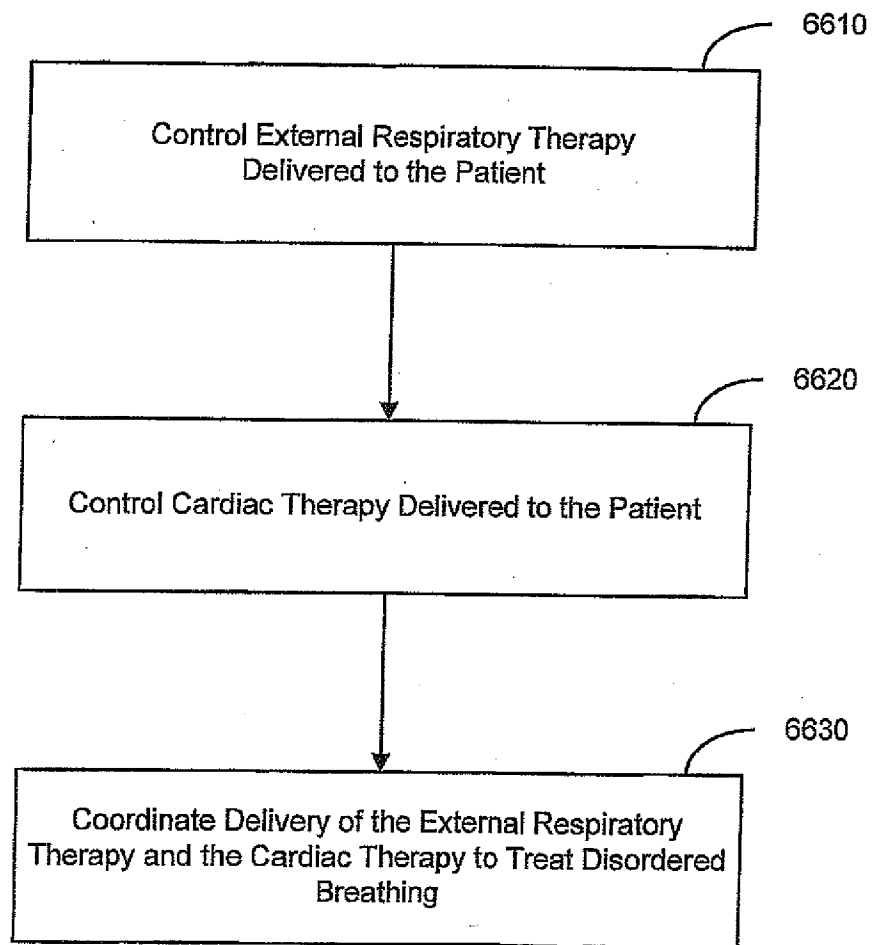 6610
Control External Respiratory Therapy
Delivered to the Patient
6620
Control Cardiac Therapy Delivered to the Patient
6630
Coordinate Delivery of the External Respiratory
Therapy and the Cardiac Therapy to Treat Disordered
Breathing